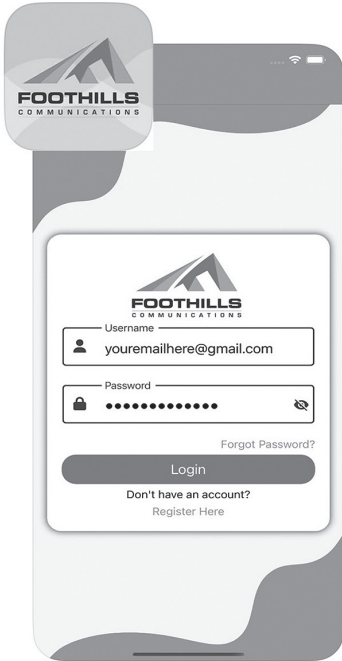 FOOTHILLS
COMMUNICATIONS
FOOTHILLS
COMMUNICATIONS
Username
youremailhere@gmail.com
Password
•••••••••••••
Forgot Password?
Login
Don't have an account?
Register Here